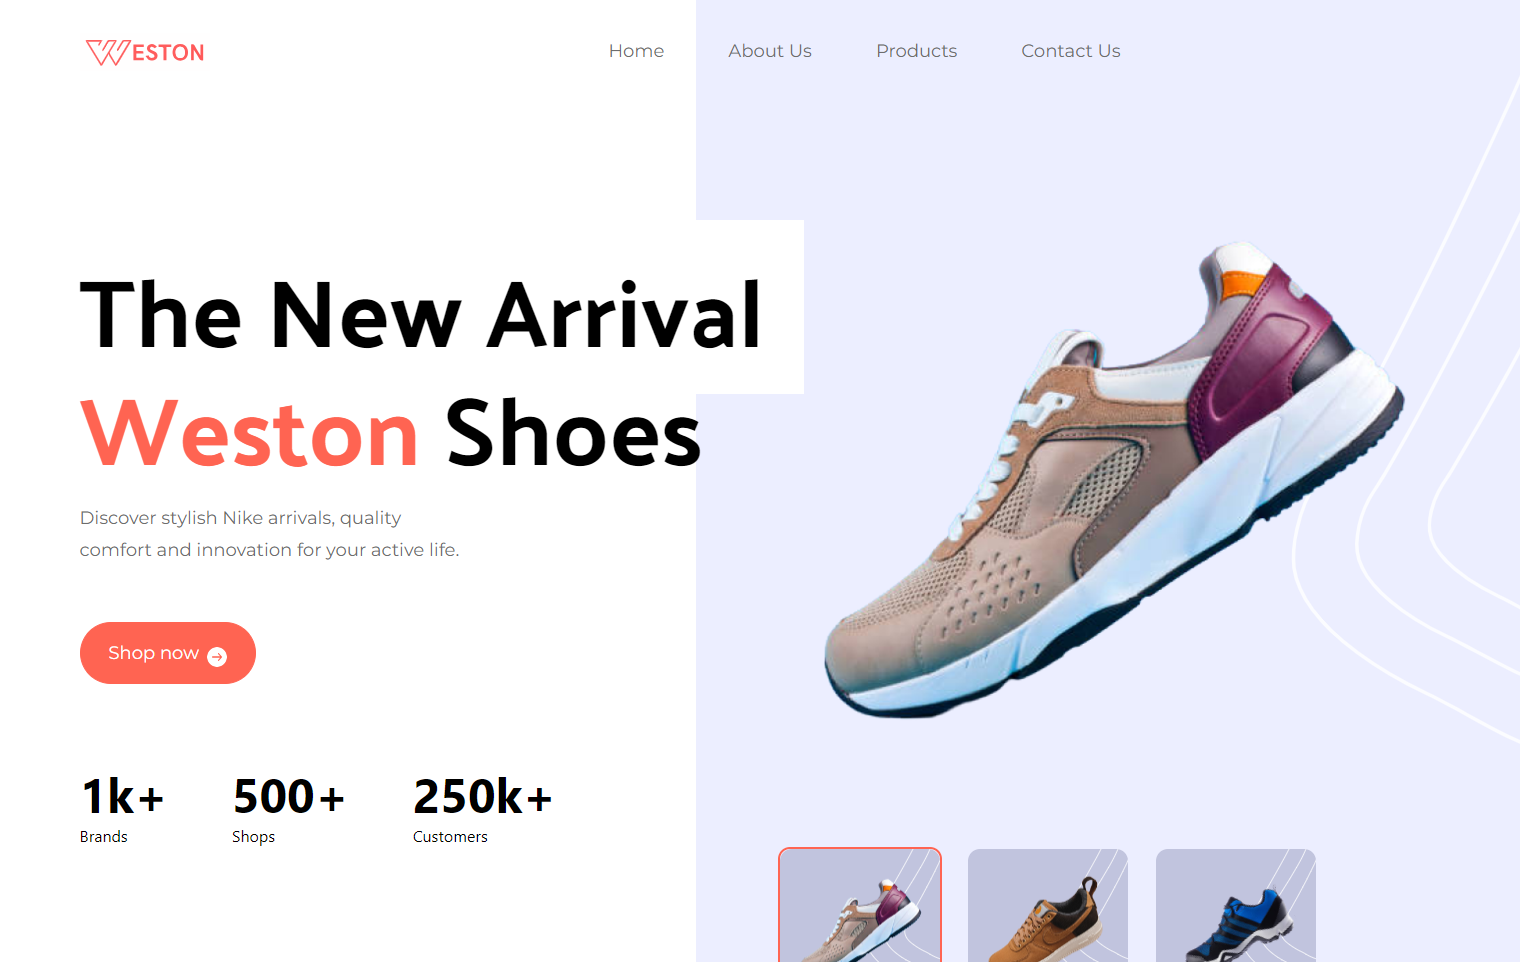 WESTON
Home About Us Products Contact Us
The New Arrival
Weston Shoes
Discover stylish Nike arrivals, quality
comfort and innovation for your active life.
Shop now
1k+ 500+ 250k+
Brands Shops Customers